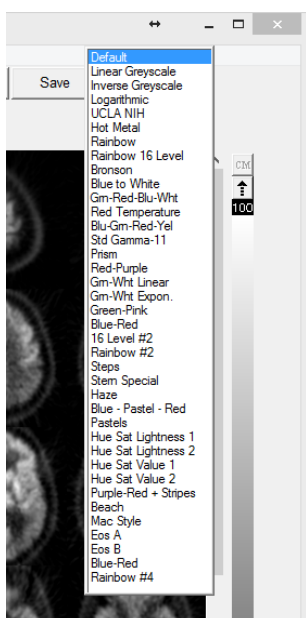 Default
Save
Linear Greyscale
Inverse Greyscale
Logarithmic
UCLA NIH
Hot Metal
Rainbow
Rainbow 16 Level
Bronson
CM
Blue to White
Grn-Red-Blu-Wht
100
Red Temperature
Blu-Grn-Red-Yel
Std Gamma-11
Prism
Red-Purple
Grn-Wht Linear
Grn-Wht Expon.
Green-Pink
Blue-Red
16 Level #2
Rainbow #2
Steps
Stern Special
Haze
Blue - Pastel - Red
Pastels
Hue Sat Lightness 1
Hue Sat Lightness 2
Hue Sat Value 1
Hue Sat Value 2
Purple-Red + Stripes
Beach
Mac Style
Eos A
Eos B
Blue-Red
Rainbow #4